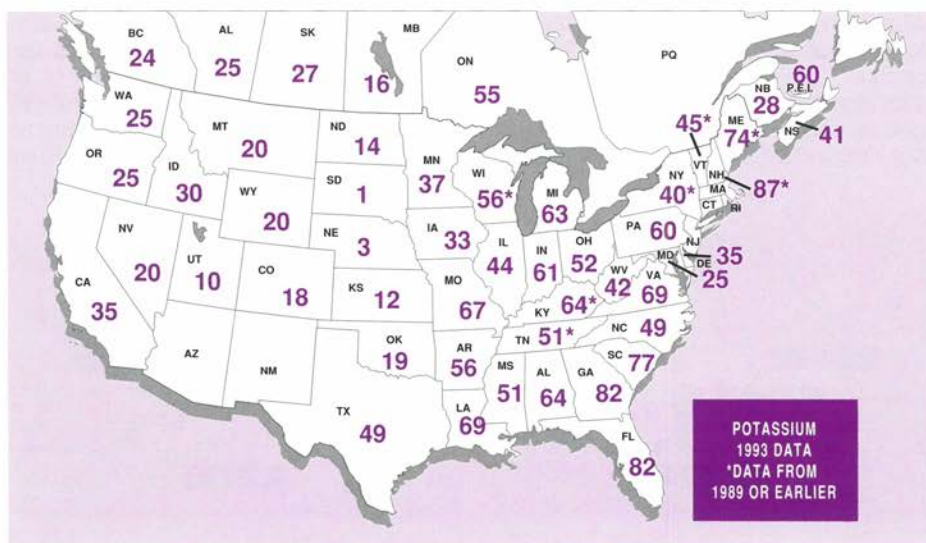 BC
24
AL
25
SK
27
MB
16
ON
55
PQ
60
P.E.I.
NB
28
ME
74*
NS
41
WA
25
MT
20
ND
14
MN
37
WI
56*
MI
63
45*
VT
NH
87*
NY
40*
MA
CT
RI
OR
25
ID
30
WY
20
SD
1
NE
3
IA
33
IL
44
IN
61
OH
52
PA
60
NJ
35
MD
25
DE
NV
20
UT
10
CO
18
KS
12
MO
67
KY
64*
WV
42
VA
69
CA
35
AZ
NM
OK
19
AR
56
TN
51*
NC
49
SC
77
TX
49
LA
69
MS
51
AL
64
GA
82
FL
82
POTASSIUM
1993 DATA
*DATA FROM
1989 OR EARLIER